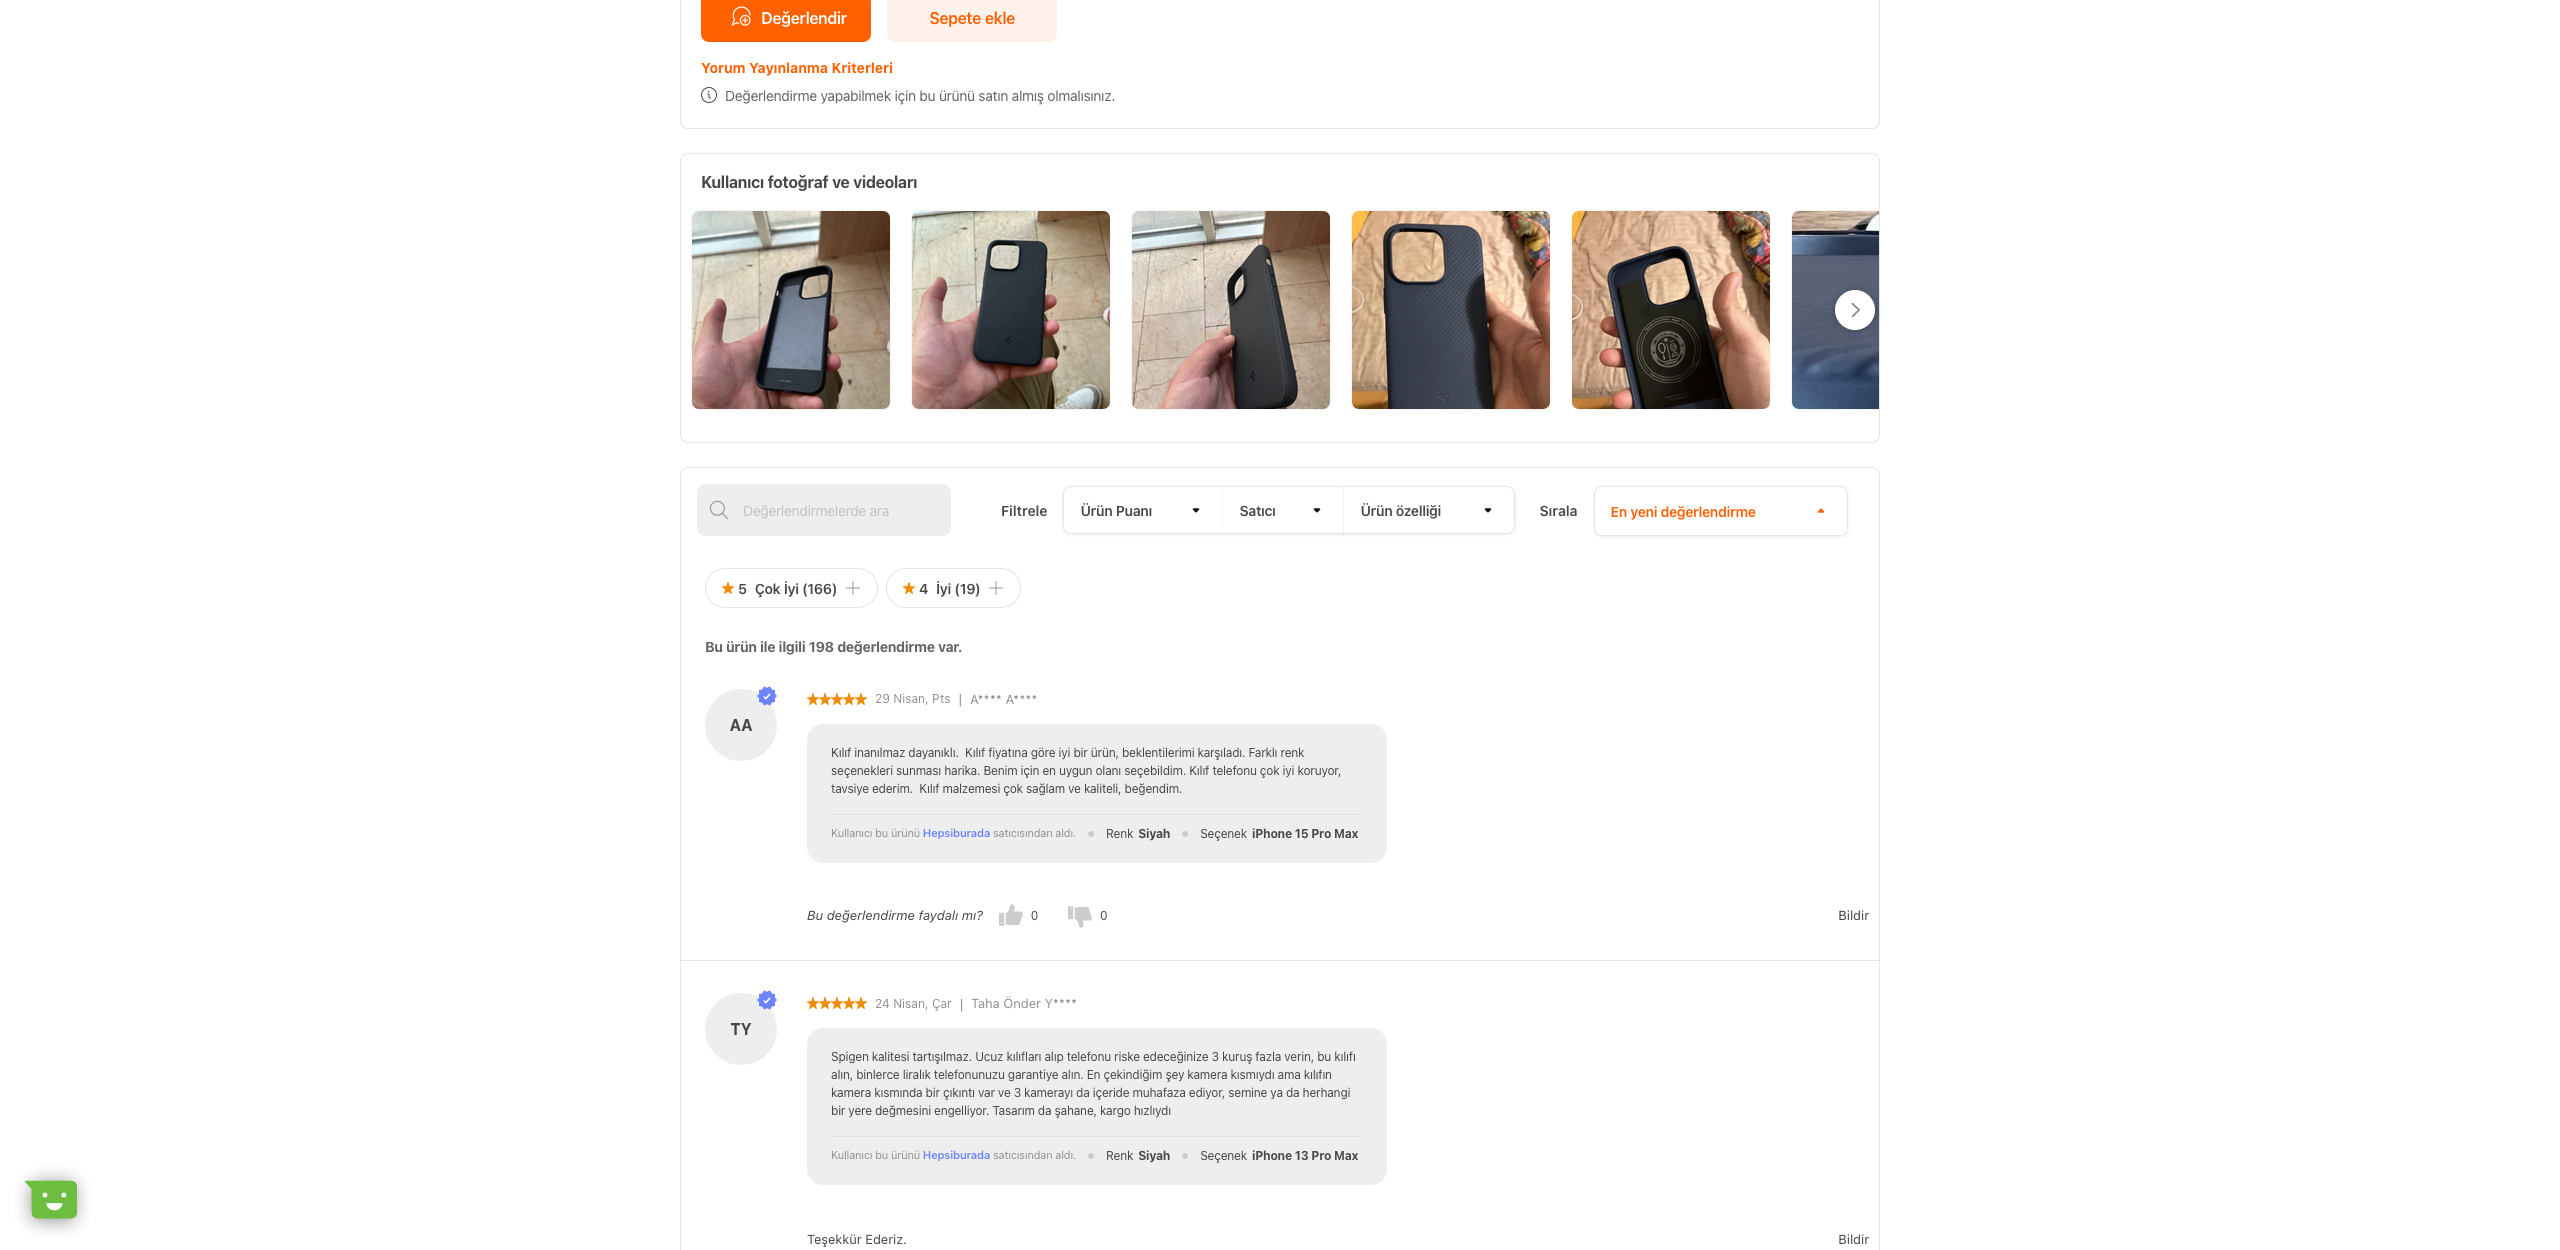 Değerlendir
Sepete ekle
Yorum Yayınlanma Kriterleri
Değerlendirme yapabilmek için bu ürünü satın almış olmalısınız.
Kullanıcı fotoğraf ve videoları
Değerlendirmelerde ara
Filtrele
Ürün Puanı
Satıcı
Ürün özelliği
Sırala
En yeni değerlendirme
5 Çok İyi (166)
4 İyi (19)
Bu ürün ile ilgili 198 değerlendirme var.
AA
29 Nisan, Pts | A**** A****
Kılıf inanılmaz dayanıklı.  Kılıf fiyatına göre iyi bir ürün, beklentilerimi karşıladı. Farklı renk
seçenekleri sunması harika. Benim için en uygun olanı seçebildim. Kılıf telefonu çok iyi koruyor,
tavsiye ederim.  Kılıf malzemesi çok sağlam ve kaliteli, beğendim.
Kullanıcı bu ürünü Hepsiburada satıcısından aldı. Renk Siyah Seçenek iPhone 15 Pro Max
Bu değerlendirme faydalı mı? 0 0
Bildir
TY
24 Nisan, Çar | Taha Önder Y****
Spigen kalitesi tartışılmaz. Ucuz kılıfları alıp telefonu riske edeceğinize 3 kuruş fazla verin, bu kılıfı
alın, binlerce liralık telefonunuzu garantiye alın. En çekindiğim şey kamera kısmıydı ama kılıfın
kamera kısmında bir çıkıntı var ve 3 kamerayı da içeride muhafaza ediyor, semine ya da herhangi
bir yere değmesini engelliyor. Tasarım da şahane, kargo hızlıydı
Kullanıcı bu ürünü Hepsiburada satıcısından aldı. Renk Siyah Seçenek iPhone 13 Pro Max
Teşekkür Ederiz.
Bildir